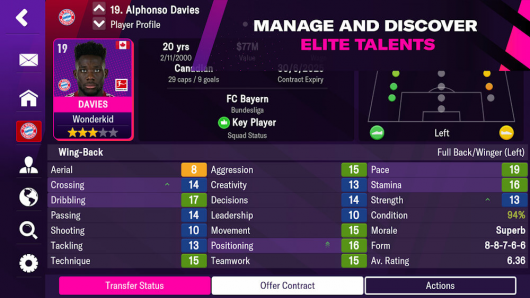 19. Alphonso Davies
Player Profile
MANAGE AND DISCOVER
ELITE TALENTS
19
DAVIES
Wonderkid
20 yrs
2/11/2000
$77M
Value
Canadian
29 caps / 9 goals
Contract Expiry
FC Bayern
Bundesliga
Key Player
Squad Status
Left
Wing-Back
Full Back/Winger (Left)
Aerial 8 Aggression 15 Pace 19
Crossing 14 Creativity 13 Stamina 16
Dribbling 17 Decisions 14 Strength 13
Passing 14 Leadership 10 Condition 94%
Shooting 10 Movement 15 Morale Superb
Tackling 13 Positioning 16 Form 8-8-7-6-6
Technique 15 Teamwork 15 Av. Rating 6.36
Transfer Status
Offer Contract
Actions